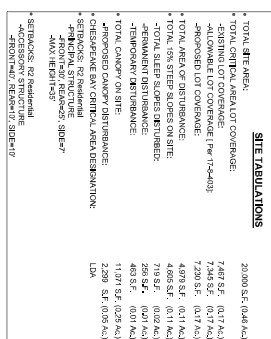 SITE TABULATIONS
* TOTAL SITE AREA: 20,000 S.F. (0.46 Ac.)
* TOTAL CRITICAL AREA LOT COVERAGE:
-EXISTING LOT COVERAGE: 7,467 S.F. (0.17 Ac.)
-ALLOWABLE LOT COVERAGE [Per 17-8-403]: 7,345 S.F. (0.17 Ac.)
-PROPOSED LOT COVERAGE: 7,230 S.F. (0.17 Ac.)
* TOTAL AREA OF DISTURBANCE: 4,979 S.F. (0.11 Ac.)
* TOTAL 15% STEEP SLOPES ON SITE: 4,605 S.F. (0.11 Ac.)
-TOTAL SLEEP SLOPES DISTURBED: 719 S.F. (0.02 Ac.)
-PERMANENT DISTURBANCE: 256 S.F. (0.01 Ac.)
-TEMPORARY DISTURBANCE: 463 S.F. (0.01 Ac.)
* TOTAL CANOPY ON SITE: 11,071 S.F. (0.25 Ac.)
-PROPOSED CANOPY DISTURBANCE: 2,299 S.F. (0.05 Ac.)
* CHESAPEAKE BAY CRITICAL AREA DESIGNATION: LDA
* SETBACKS: R2 Residential
-PRINCIPAL STRUCTURE
-FRONT=30', REAR=25', SIDE=7'
-MAX HEIGHT=35'
* SETBACKS: R2 Residential
-ACCESSORY STRUCTURE
-FRONT=40', REAR=10', SIDE=10'